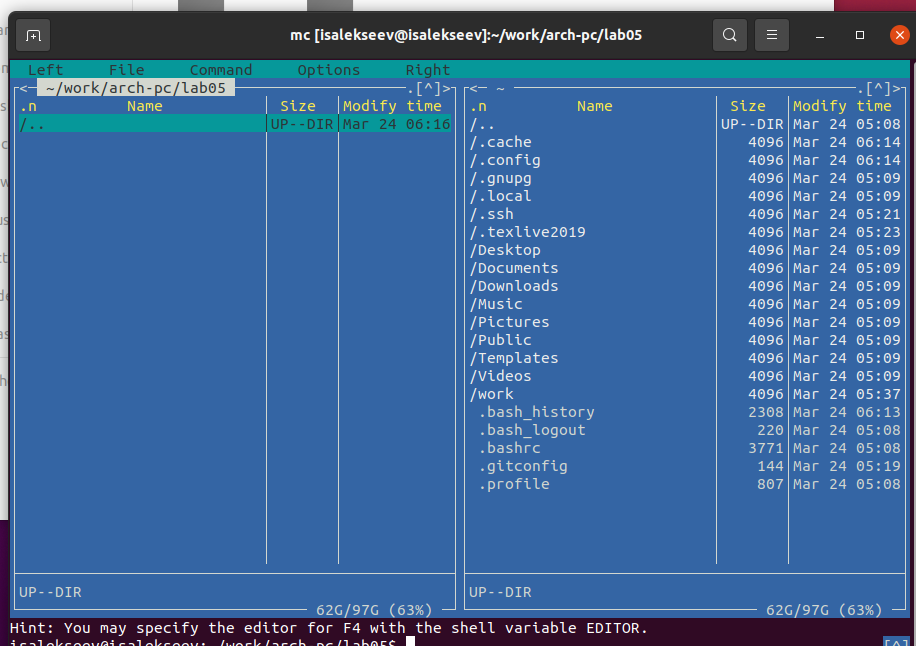 mc [isalekseev@isalekseev]:~/work/arch-pc/lab05
Left File Command Options Right
<- ~/work/arch-pc/lab05 .[^]>
.n Name Size Modify time
/.. UP--DIR Mar 24 06:16
UP--DIR
62G/97G (63%)
<- ~ .[^]>
.n Name Size Modify time
/.. UP--DIR Mar 24 05:08
/.cache 4096 Mar 24 06:14
/.config 4096 Mar 24 06:14
/.gnupg 4096 Mar 24 05:09
/.local 4096 Mar 24 05:09
/.ssh 4096 Mar 24 05:21
/.texlive2019 4096 Mar 24 05:23
/Desktop 4096 Mar 24 05:09
/Documents 4096 Mar 24 05:09
/Downloads 4096 Mar 24 05:09
/Music 4096 Mar 24 05:09
/Pictures 4096 Mar 24 05:09
/Public 4096 Mar 24 05:09
/Templates 4096 Mar 24 05:09
/Videos 4096 Mar 24 05:09
/work 4096 Mar 24 05:37
.bash_history 2308 Mar 24 06:13
.bash_logout 220 Mar 24 05:08
.bashrc 3771 Mar 24 05:08
.gitconfig 144 Mar 24 05:19
.profile 807 Mar 24 05:08
UP--DIR
62G/97G (63%)
Hint: You may specify the editor for F4 with the shell variable EDITOR.
isalekseev@isalekseev:~/work/arch-pc/lab05$ [^]